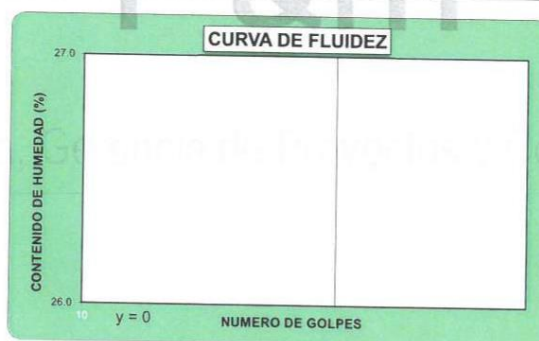 CURVA DE FLUIDEZ
27.0
CONTENIDO DE HUMEDAD (%)
26.0
10
y = 0
NUMERO DE GOLPES